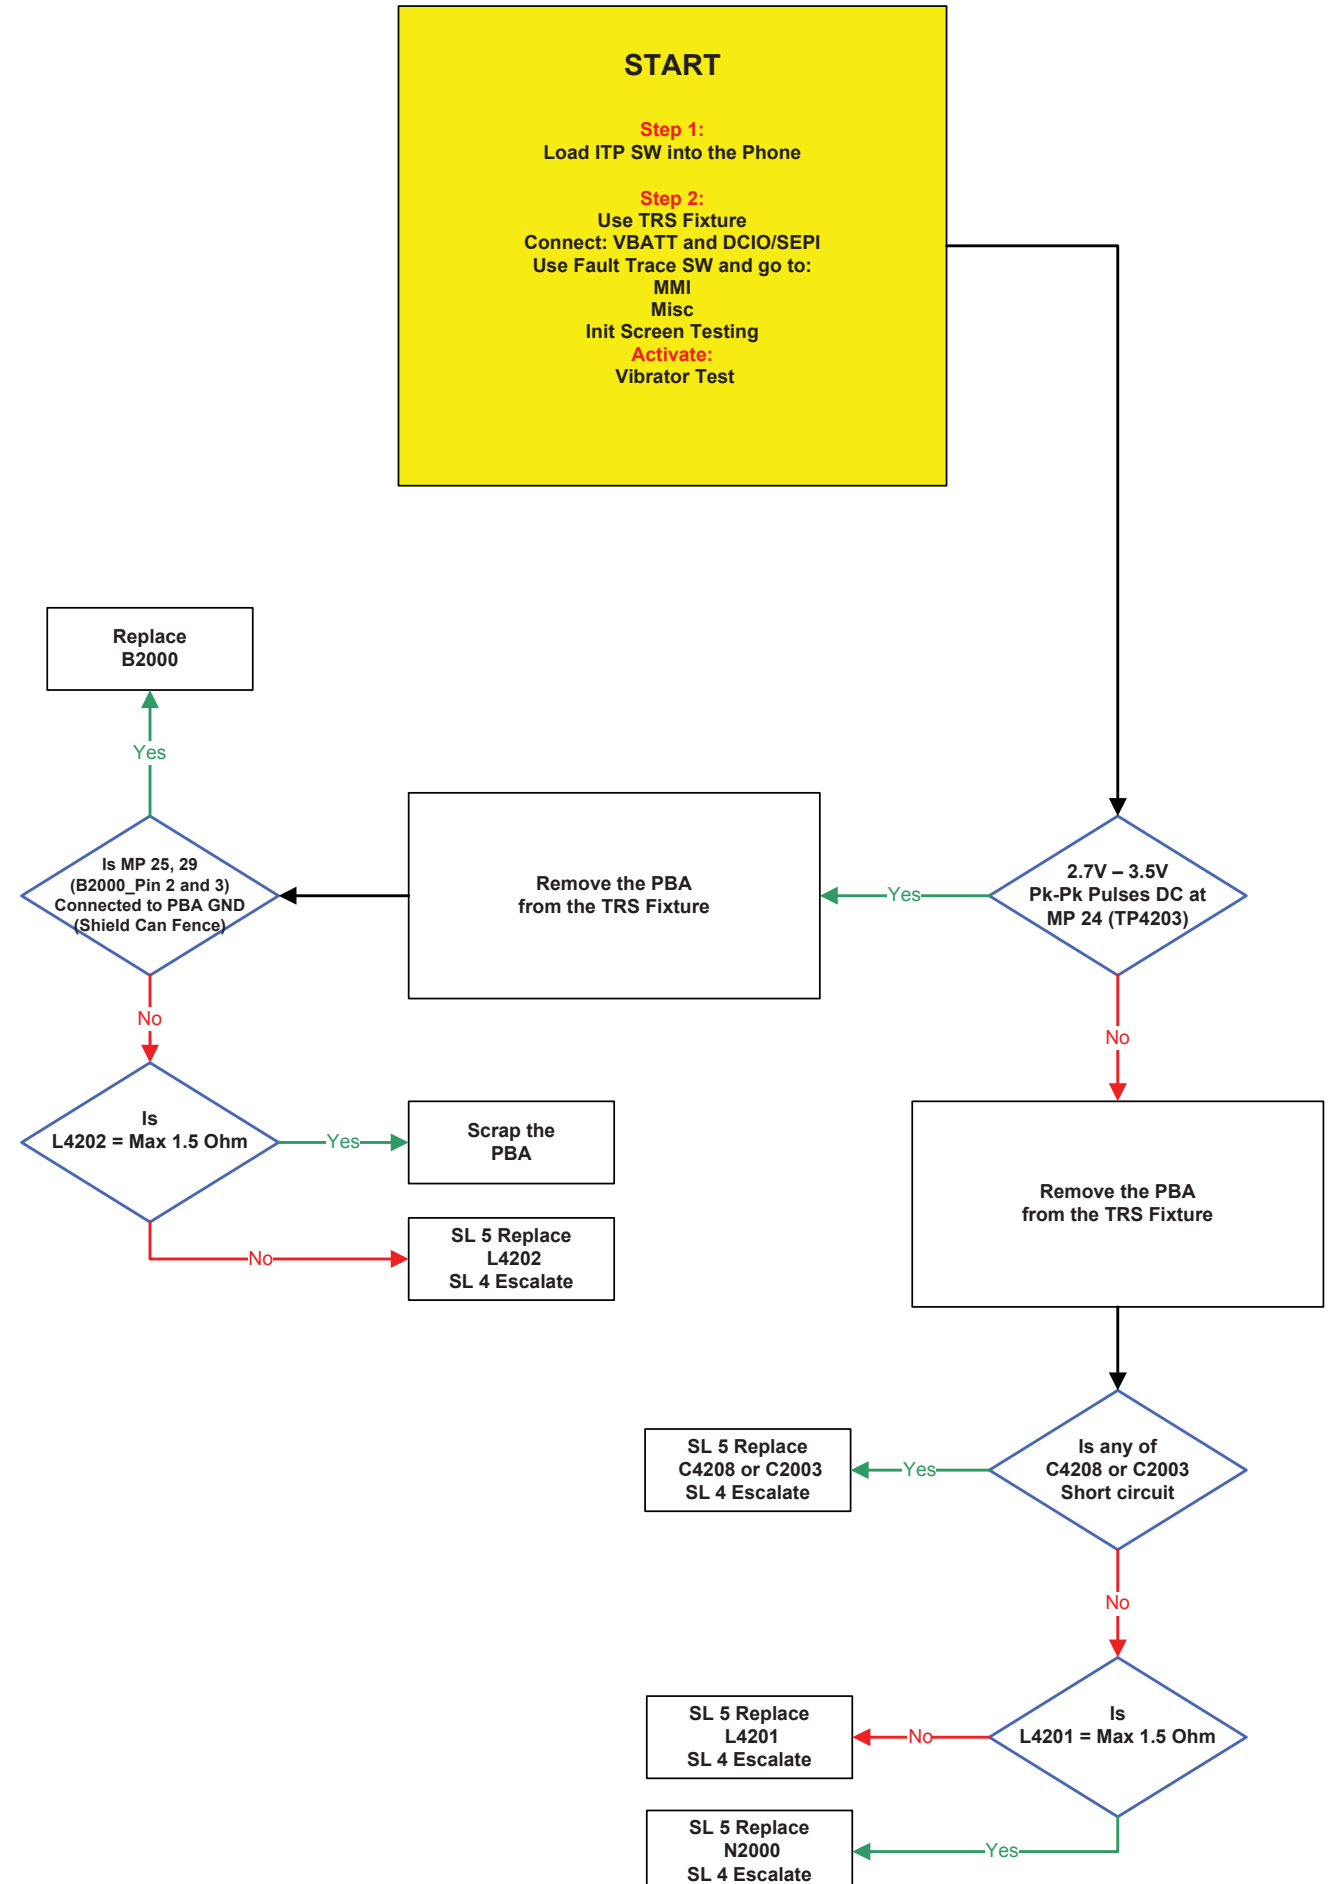 START
Step 1:
Load ITP SW into the Phone
Step 2:
Use TRS Fixture
Connect: VBATT and DCIO/SEPI
Use Fault Trace SW and go to:
MMI
Misc
Init Screen Testing
Activate:
Vibrator Test
Replace
B2000
Yes
Is MP 25, 29
(B2000_Pin 2 and 3)
Connected to PBA GND
(Shield Can Fence)
Remove the PBA
from the TRS Fixture
Yes
2.7V – 3.5V
Pk-Pk Pulses DC at
MP 24 (TP4203)
No
No
Is
L4202 = Max 1.5 Ohm
Yes
Scrap the
PBA
No
SL 5 Replace
L4202
SL 4 Escalate
Remove the PBA
from the TRS Fixture
SL 5 Replace
C4208 or C2003
SL 4 Escalate
Yes
Is any of
C4208 or C2003
Short circuit
No
SL 5 Replace
L4201
SL 4 Escalate
No
Is
L4201 = Max 1.5 Ohm
SL 5 Replace
N2000
SL 4 Escalate
Yes